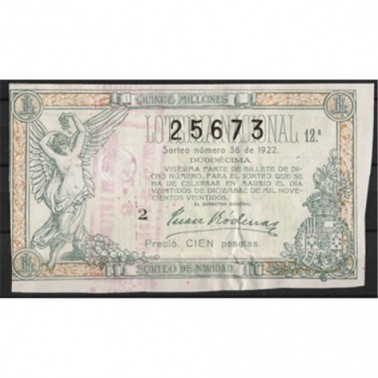 QUINCE MILLONES
LOTERIA NACIONAL
25673
12.ª
Sorteo número 36 de 1922.
DUODÉCIMA
VIGÉSIMA PARTE DE BILLETE DE DI-
CHO NÚMERO, PARA EL SORTEO QUE SE
HA DE CELEBRAR EN MADRID EL DIA
VEINTIDOS DE DICIEMBRE DE MIL NOVE-
CIENTOS VEINTIDOS.
EL DIRECTOR GENERAL,
2
Precio, CIEN pesetas.
SORTEO DE NAVIDAD